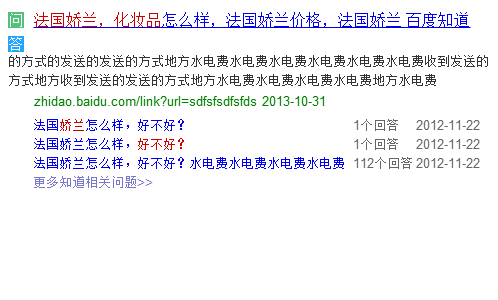 问 法国娇兰，化妆品怎么样，法国娇兰价格，法国娇兰 百度知道
答
的方式的发送的发送的方式地方水电费水电费水电费水电费水电费水电费收到发送的
方式地方收到发送的发送的方式地方水电费水电费水电费水电费地方水电费
zhidao.baidu.com/link?url=sdfsfsdfsfds 2013-10-31
法国娇兰怎么样，好不好？ 1个回答 2012-11-22
法国娇兰怎么样，好不好？ 1个回答 2012-11-22
法国娇兰怎么样，好不好？水电费水电费水电费水电费 112个回答 2012-11-22
更多知道相关问题>>